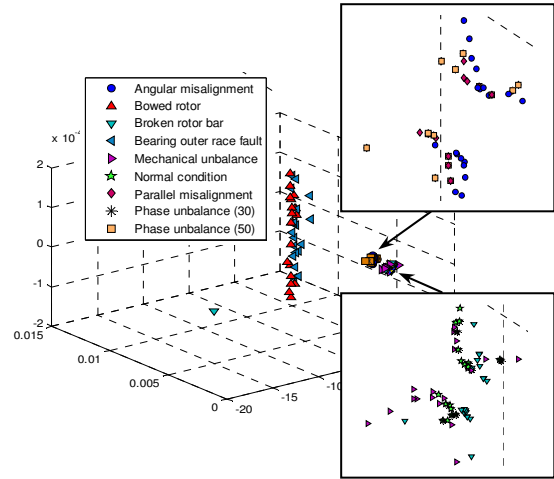 x 10
2
1
0
-1
-2
0.015
0.01
0.005
0
-20
-15
-10
Angular misalignment
Bowed rotor
Broken rotor bar
Bearing outer race fault
Mechanical unbalance
Normal condition
Parallel misalignment
Phase unbalance (30)
Phase unbalance (50)